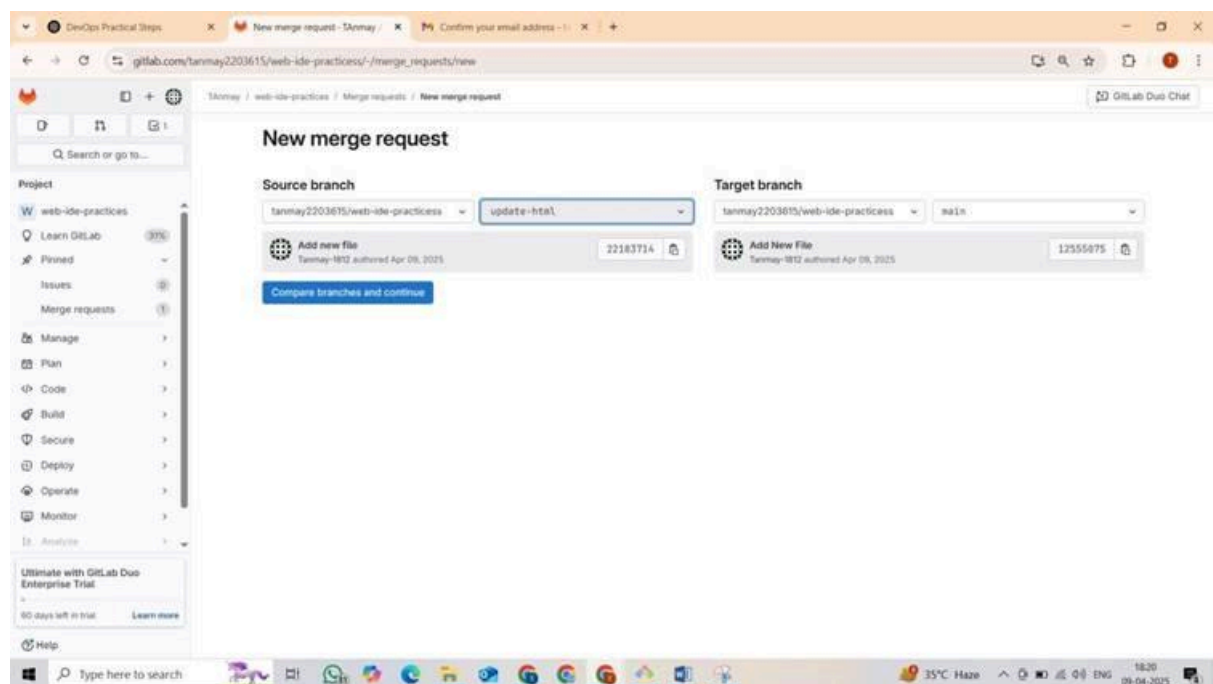 DevOps Practical Steps
New merge request · TAnmay /
Confirm your email address -
gitlab.com/tanmay2203615/web-ide-practicess/-/merge_requests/new
TAnmay / web-ide-practices / Merge requests / New merge request
GitLab Duo Chat
1
Search or go to...
Project
W web-ide-practices
Learn GitLab
Pinned
Issues
0
Merge requests
1
Manage
Plan
Code
Build
Secure
Deploy
Operate
Monitor
Analyze
Ultimate with GitLab Duo
Enterprise Trial
60 days left in trial
Learn more
Help
New merge request
Source branch
tanmay2203615/web-ide-practicess
update-html
Add new file
Tanmay-1812 authored Apr 09, 2025
22183714
Compare branches and continue
Target branch
tanmay2203615/web-ide-practicess
main
Add New File
Tanmay-1812 authored Apr 09, 2025
12555075
Type here to search
35°C Haze
ENG
18:20
09-04-2025